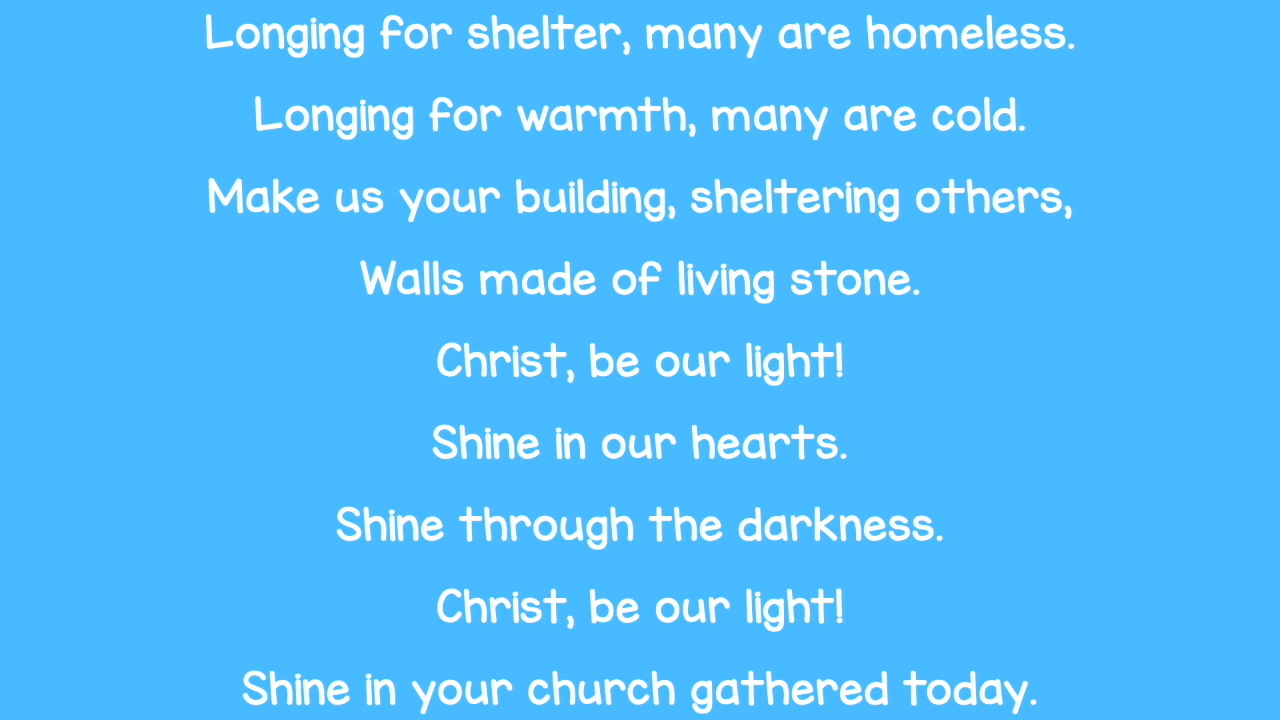 Longing for shelter, many are homeless.
Longing for warmth, many are cold.
Make us your building, sheltering others,
Walls made of living stone.
Christ, be our light!
Shine in our hearts.
Shine through the darkness.
Christ, be our light!
Shine in your church gathered today.